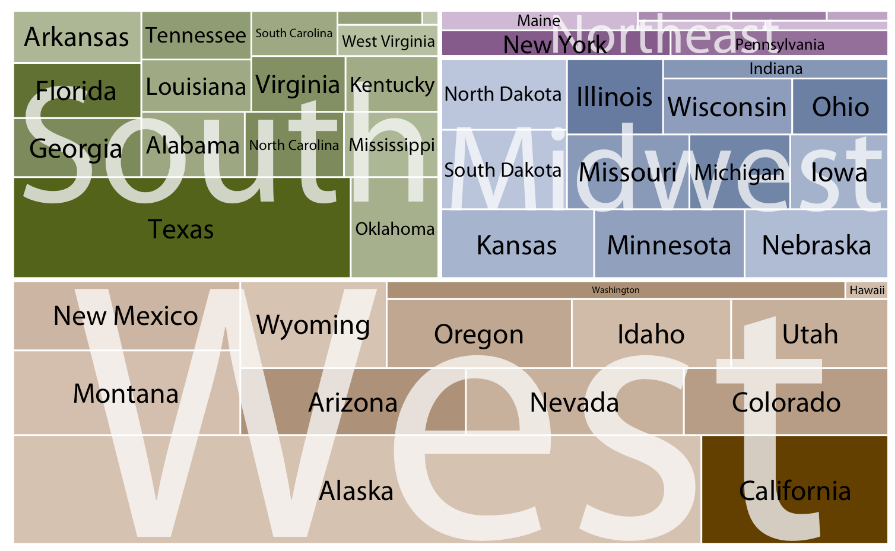 South
Arkansas
Tennessee
South Carolina
West Virginia
Florida
Louisiana
Virginia
Kentucky
Georgia
Alabama
North Carolina
Mississippi
Texas
Oklahoma
Northeast
Maine
New York
Pennsylvania
Midwest
North Dakota
Illinois
Indiana
Wisconsin
Ohio
South Dakota
Missouri
Michigan
Iowa
Kansas
Minnesota
Nebraska
West
New Mexico
Wyoming
Washington
Hawaii
Oregon
Idaho
Utah
Montana
Arizona
Nevada
Colorado
Alaska
California